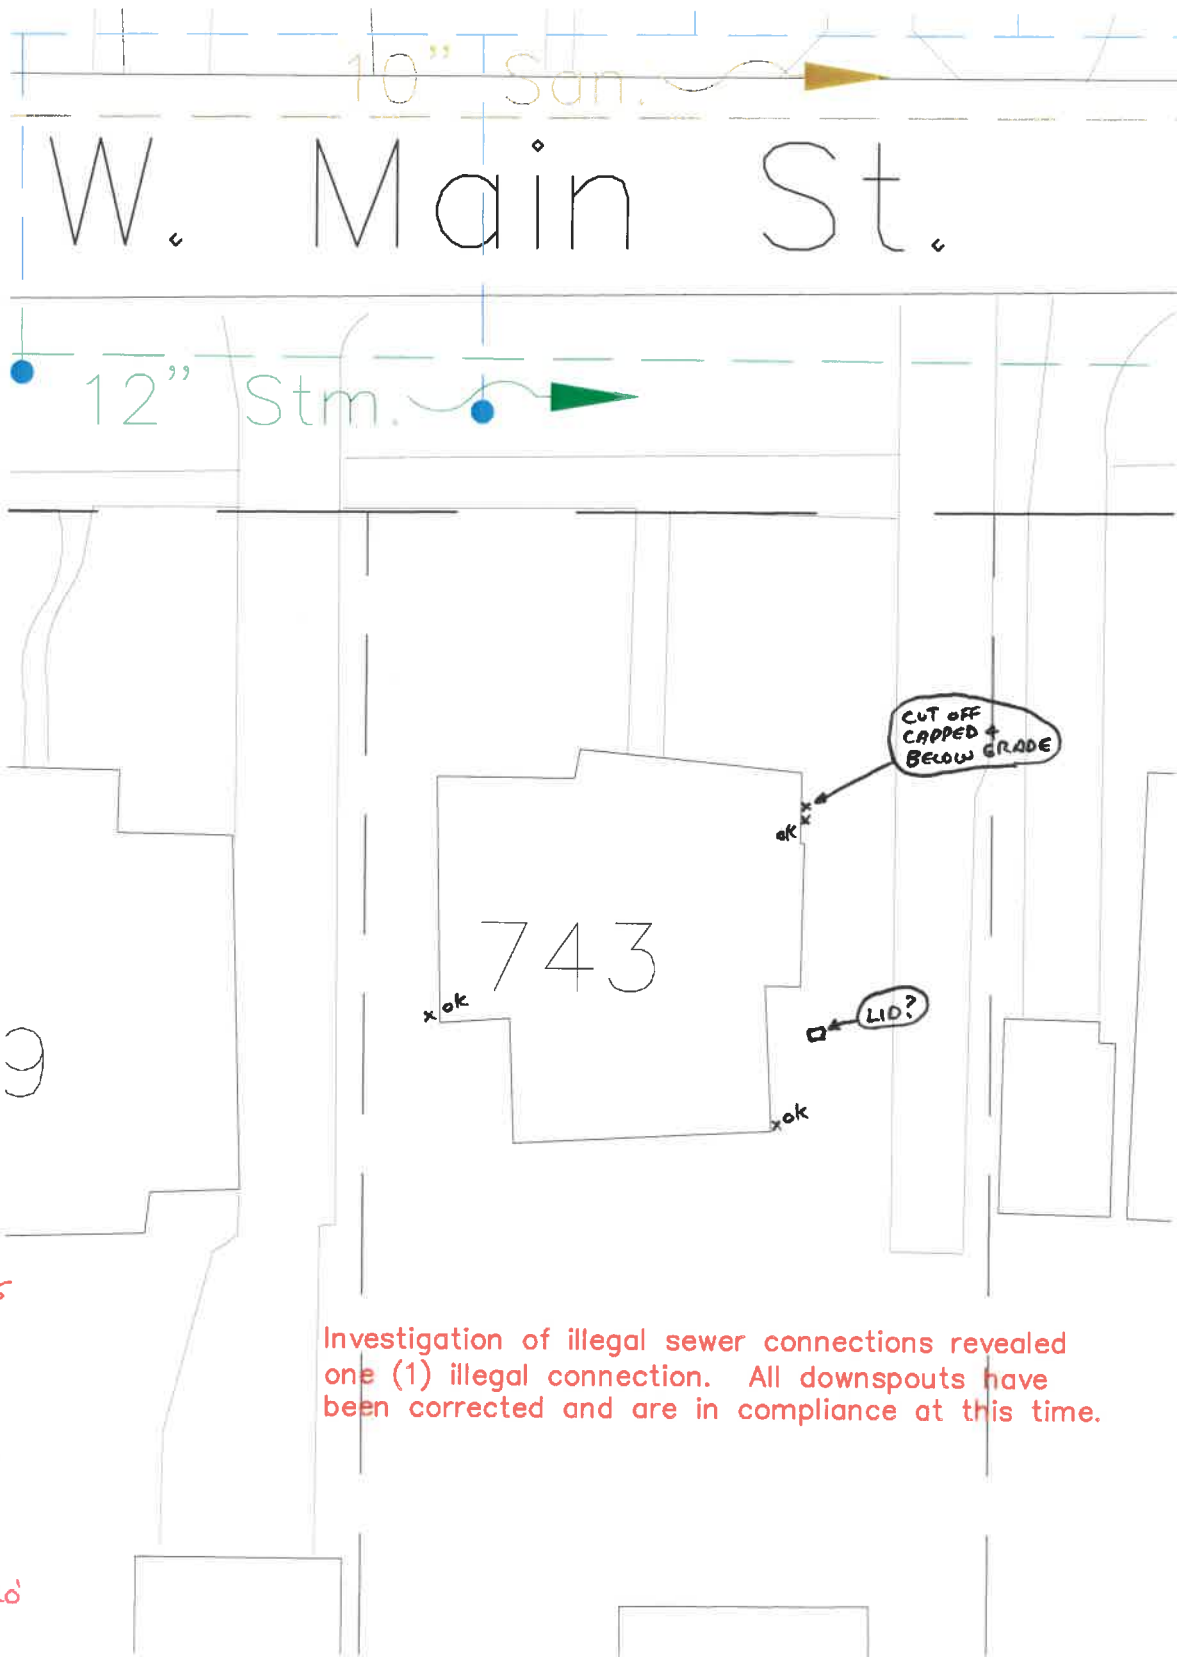 10" San.
W. Main St.
12" Stm.
CUT OFF
CAPPED +
BELOW GRADE
ok
743
ok
LID?
9
ok
Investigation of illegal sewer connections revealed
one (1) illegal connection. All downspouts have
been corrected and are in compliance at this time.